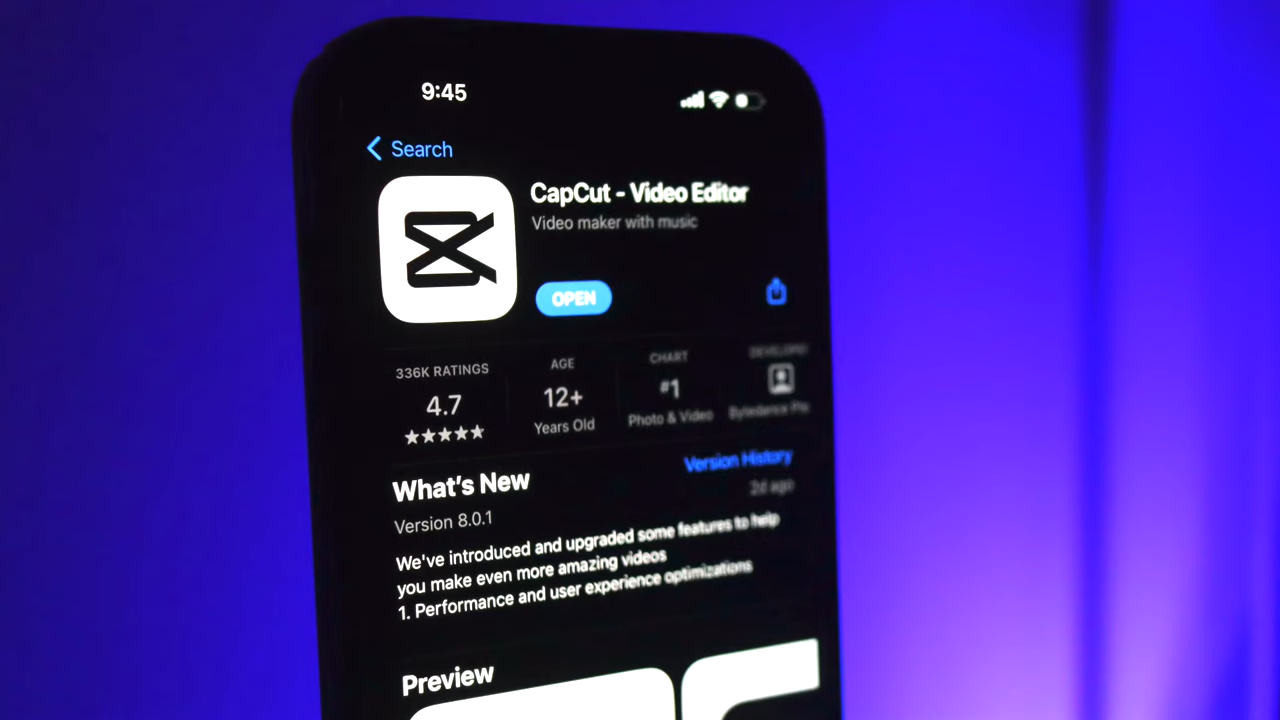 9:45
Search
CapCut - Video Editor
Video maker with music
OPEN
336K RATINGS
4.7
AGE
12+
Years Old
CHART
#1
Photo & Video
DEVELOPER
Bytedance Pte
What's New
Version History
Version 8.0.1
2d ago
We've introduced and upgraded some features to help
you make even more amazing videos
1. Performance and user experience optimizations
Preview